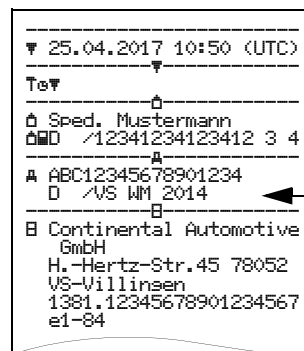 ▼ 25.04.2017 10:50 (UTC)
T⊙▼
Sped. Mustermann
D /12341234123412 3 4
A ABC12345678901234
D /VS WM 2014
B Continental Automotive
GmbH
H.-Hertz-Str.45 78052
VS-Villingen
1381.12345678901234567
e1-84